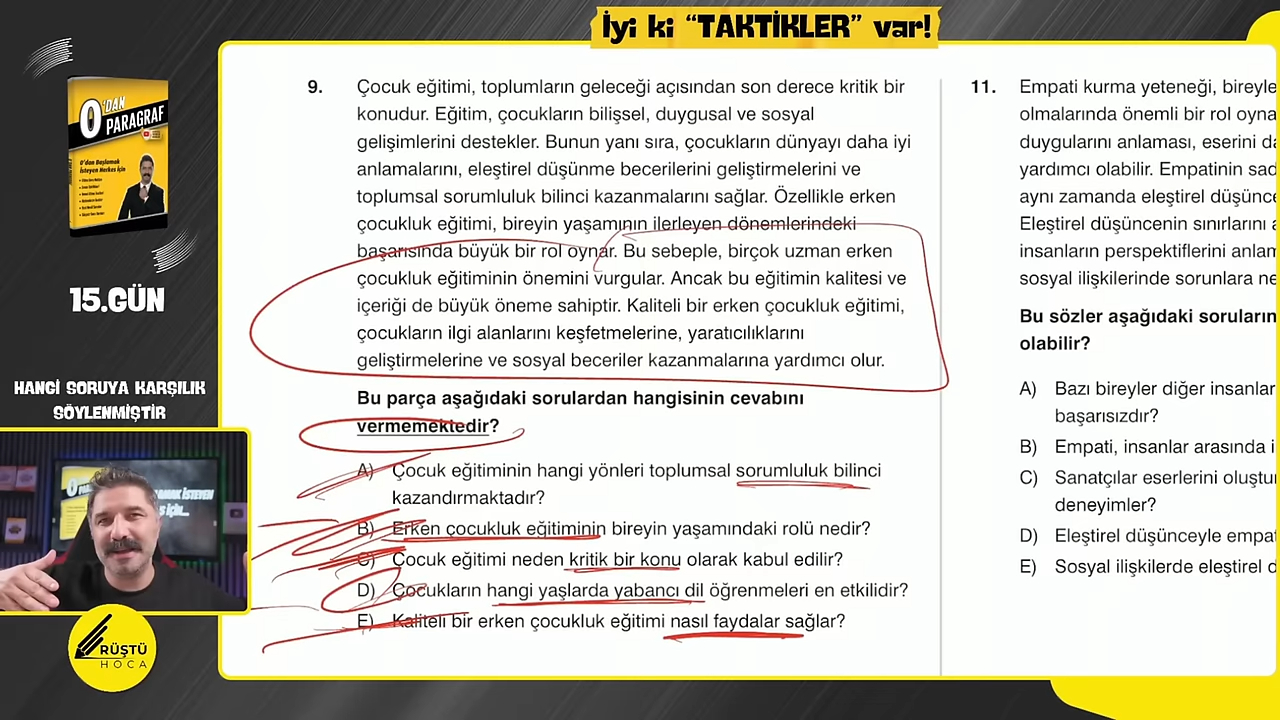 İyi ki “TAKTİKLER” var!
0'DAN
PARAGRAF
0'dan Başlamak
İsteyen Herkes İçin
15.GÜN
HANGİ SORUYA KARŞILIK
SÖYLENMİŞTİR
RÜŞTÜ
HOCA
9. Çocuk eğitimi, toplumların geleceği açısından son derece kritik bir
konudur. Eğitim, çocukların bilişsel, duygusal ve sosyal
gelişimlerini destekler. Bunun yanı sıra, çocukların dünyayı daha iyi
anlamalarını, eleştirel düşünme becerilerini geliştirmelerini ve
toplumsal sorumluluk bilinci kazanmalarını sağlar. Özellikle erken
çocukluk eğitimi, bireyin yaşamının ilerleyen dönemlerindeki
başarısında büyük bir rol oynar. Bu sebeple, birçok uzman erken
çocukluk eğitiminin önemini vurgular. Ancak bu eğitimin kalitesi ve
içeriği de büyük öneme sahiptir. Kaliteli bir erken çocukluk eğitimi,
çocukların ilgi alanlarını keşfetmelerine, yaratıcılıklarını
geliştirmelerine ve sosyal beceriler kazanmalarına yardımcı olur.
Bu parça aşağıdaki sorulardan hangisinin cevabını
vermemektedir?
A) Çocuk eğitiminin hangi yönleri toplumsal sorumluluk bilinci
kazandırmaktadır?
B) Erken çocukluk eğitiminin bireyin yaşamındaki rolü nedir?
C) Çocuk eğitimi neden kritik bir konu olarak kabul edilir?
D) Çocukların hangi yaşlarda yabancı dil öğrenmeleri en etkilidir?
E) Kaliteli bir erken çocukluk eğitimi nasıl faydalar sağlar?
11. Empati kurma yeteneği, bireyle
olmalarında önemli bir rol oyna
duygularını anlaması, eserini da
yardımcı olabilir. Empatinin sad
aynı zamanda eleştirel düşünce
Eleştirel düşüncenin sınırlarını a
insanların perspektiflerini anlam
sosyal ilişkilerinde sorunlara ne
Bu sözler aşağıdaki soruların
olabilir?
A) Bazı bireyler diğer insanlar
başarısızdır?
B) Empati, insanlar arasında i
C) Sanatçılar eserlerini oluştu
deneyimler?
D) Eleştirel düşünceyle empat
E) Sosyal ilişkilerde eleştirel d